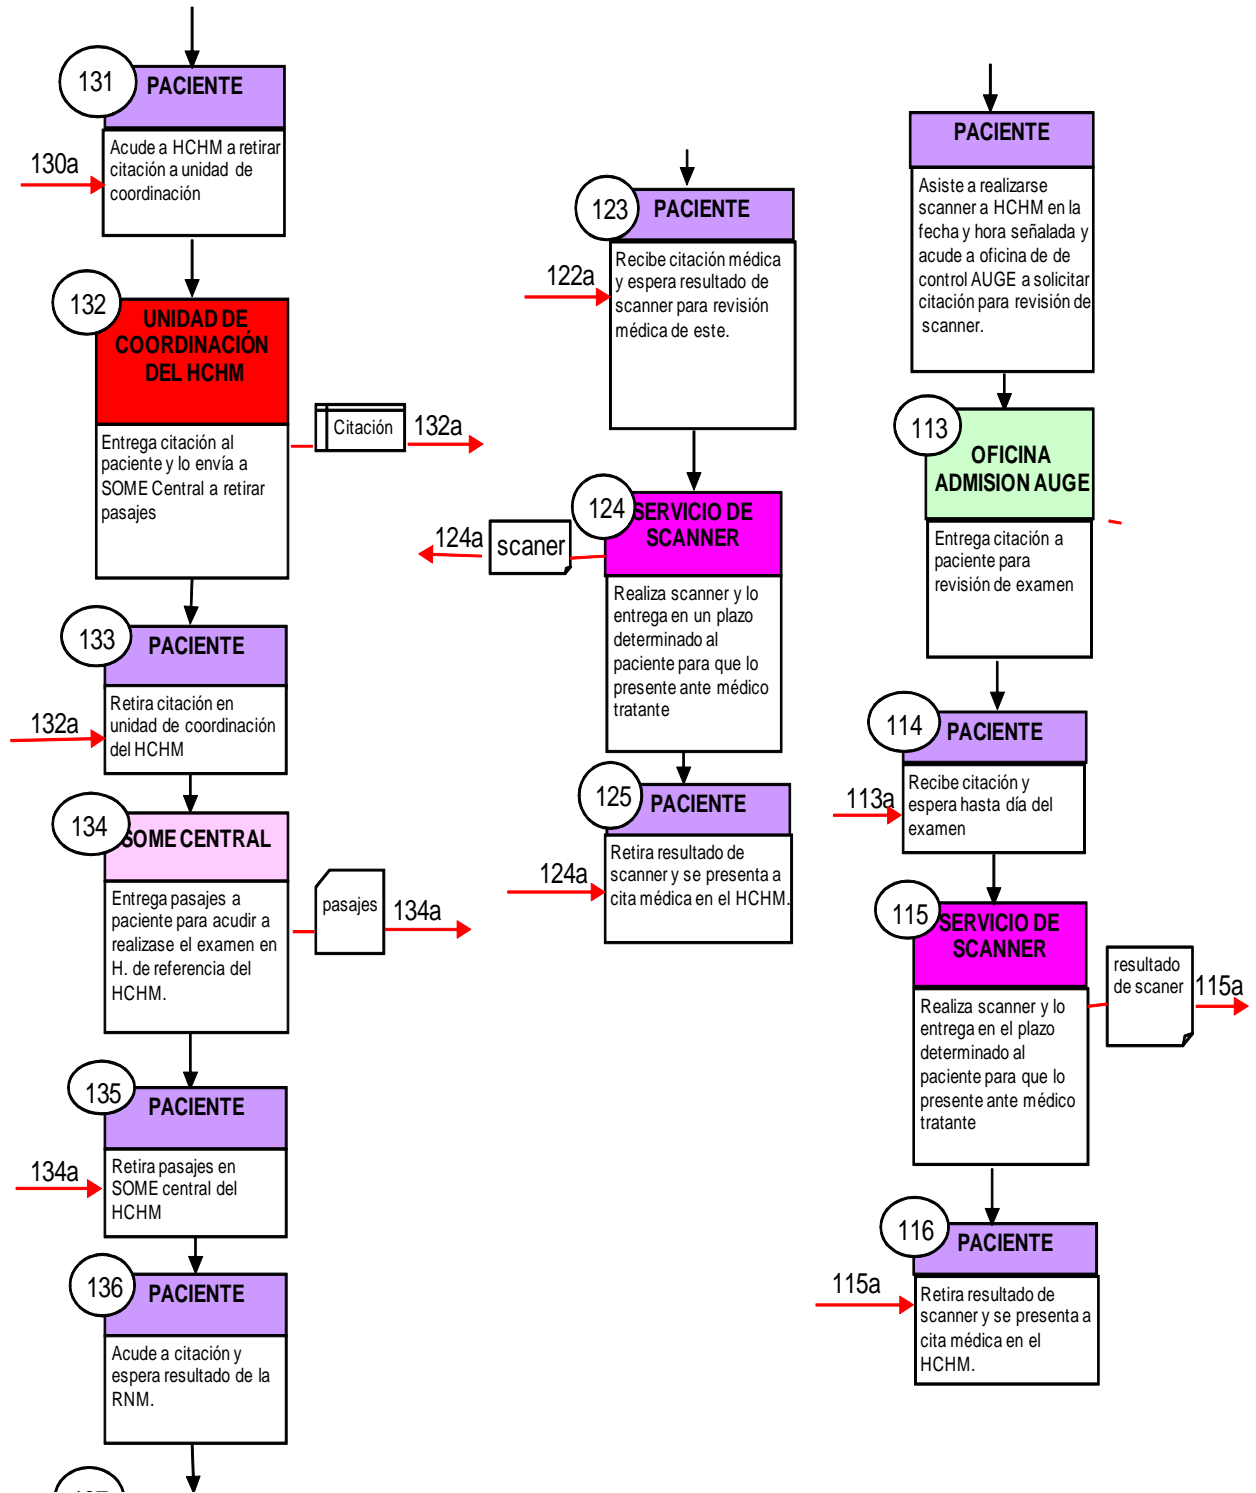 131
PACIENTE
Acude a HCHM a retirar
citación a unidad de
coordinación
130a
132
UNIDAD DE
COORDINACIÓN
DEL HCHM
Entrega citación al
paciente y lo envía a
SOME Central a retirar
pasajes
Citación
132a
133
PACIENTE
Retira citación en
unidad de coordinación
del HCHM
132a
134
SOME CENTRAL
Entrega pasajes a
paciente para acudir a
realizase el examen en
H. de referencia del
HCHM.
pasajes
134a
135
PACIENTE
Retira pasajes en
SOME central del
HCHM
134a
136
PACIENTE
Acude a citación y
espera resultado de la
RNM.
123
PACIENTE
Recibe citación médica
y espera resultado de
scanner para revisión
médica de este.
122a
124
SERVICIO DE
SCANNER
Realiza scanner y lo
entrega en un plazo
determinado al
paciente para que lo
presente ante médico
tratante
124a
scaner
125
PACIENTE
Retira resultado de
scanner y se presenta a
cita médica en el HCHM.
124a
PACIENTE
Asiste a realizarse
scanner a HCHM en la
fecha y hora señalada y
acude a oficina de de
control AUGE a solicitar
citación para revisión de
scanner.
113
OFICINA
ADMISION AUGE
Entrega citación a
paciente para
revisión de examen
114
PACIENTE
Recibe citación y
espera hasta día del
examen
113a
115
SERVICIO DE
SCANNER
Realiza scanner y lo
entrega en el plazo
determinado al
paciente para que lo
presente ante médico
tratante
resultado
de scaner
115a
116
PACIENTE
Retira resultado de
scanner y se presenta a
cita médica en el
HCHM.
115a